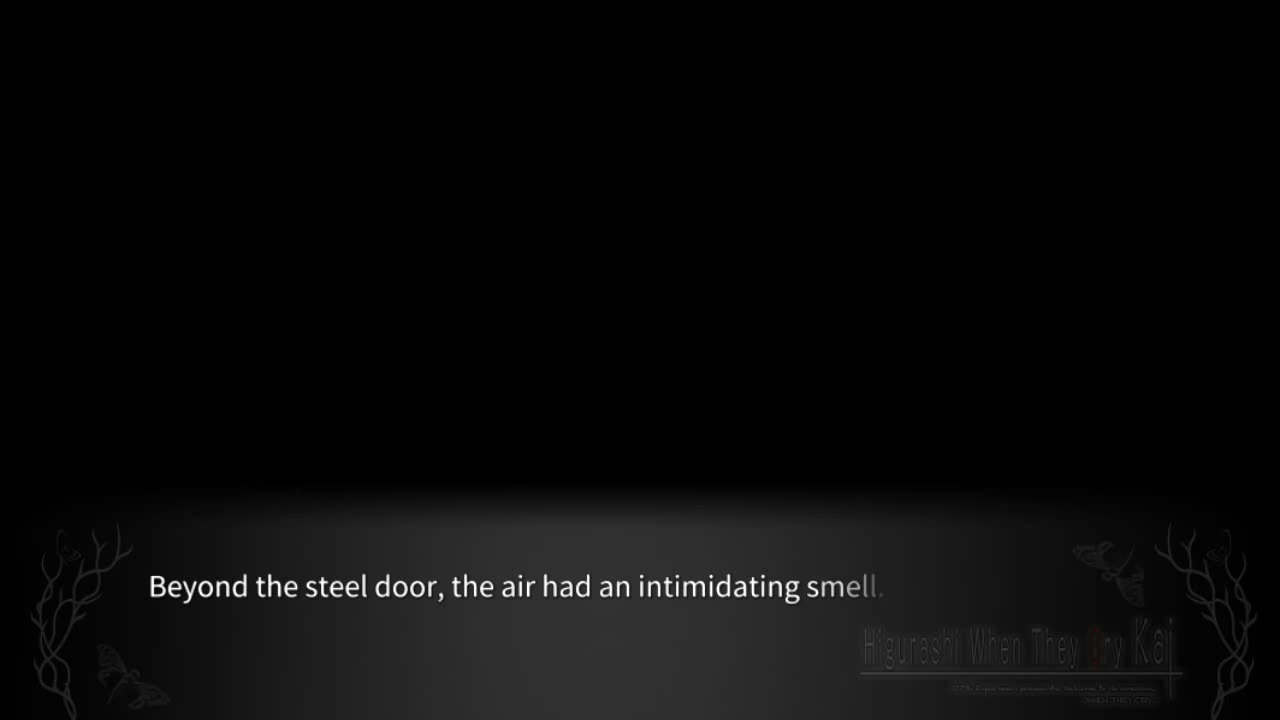 Beyond the steel door, the air had an intimidating smell.
Higurashi When They Cry Kai